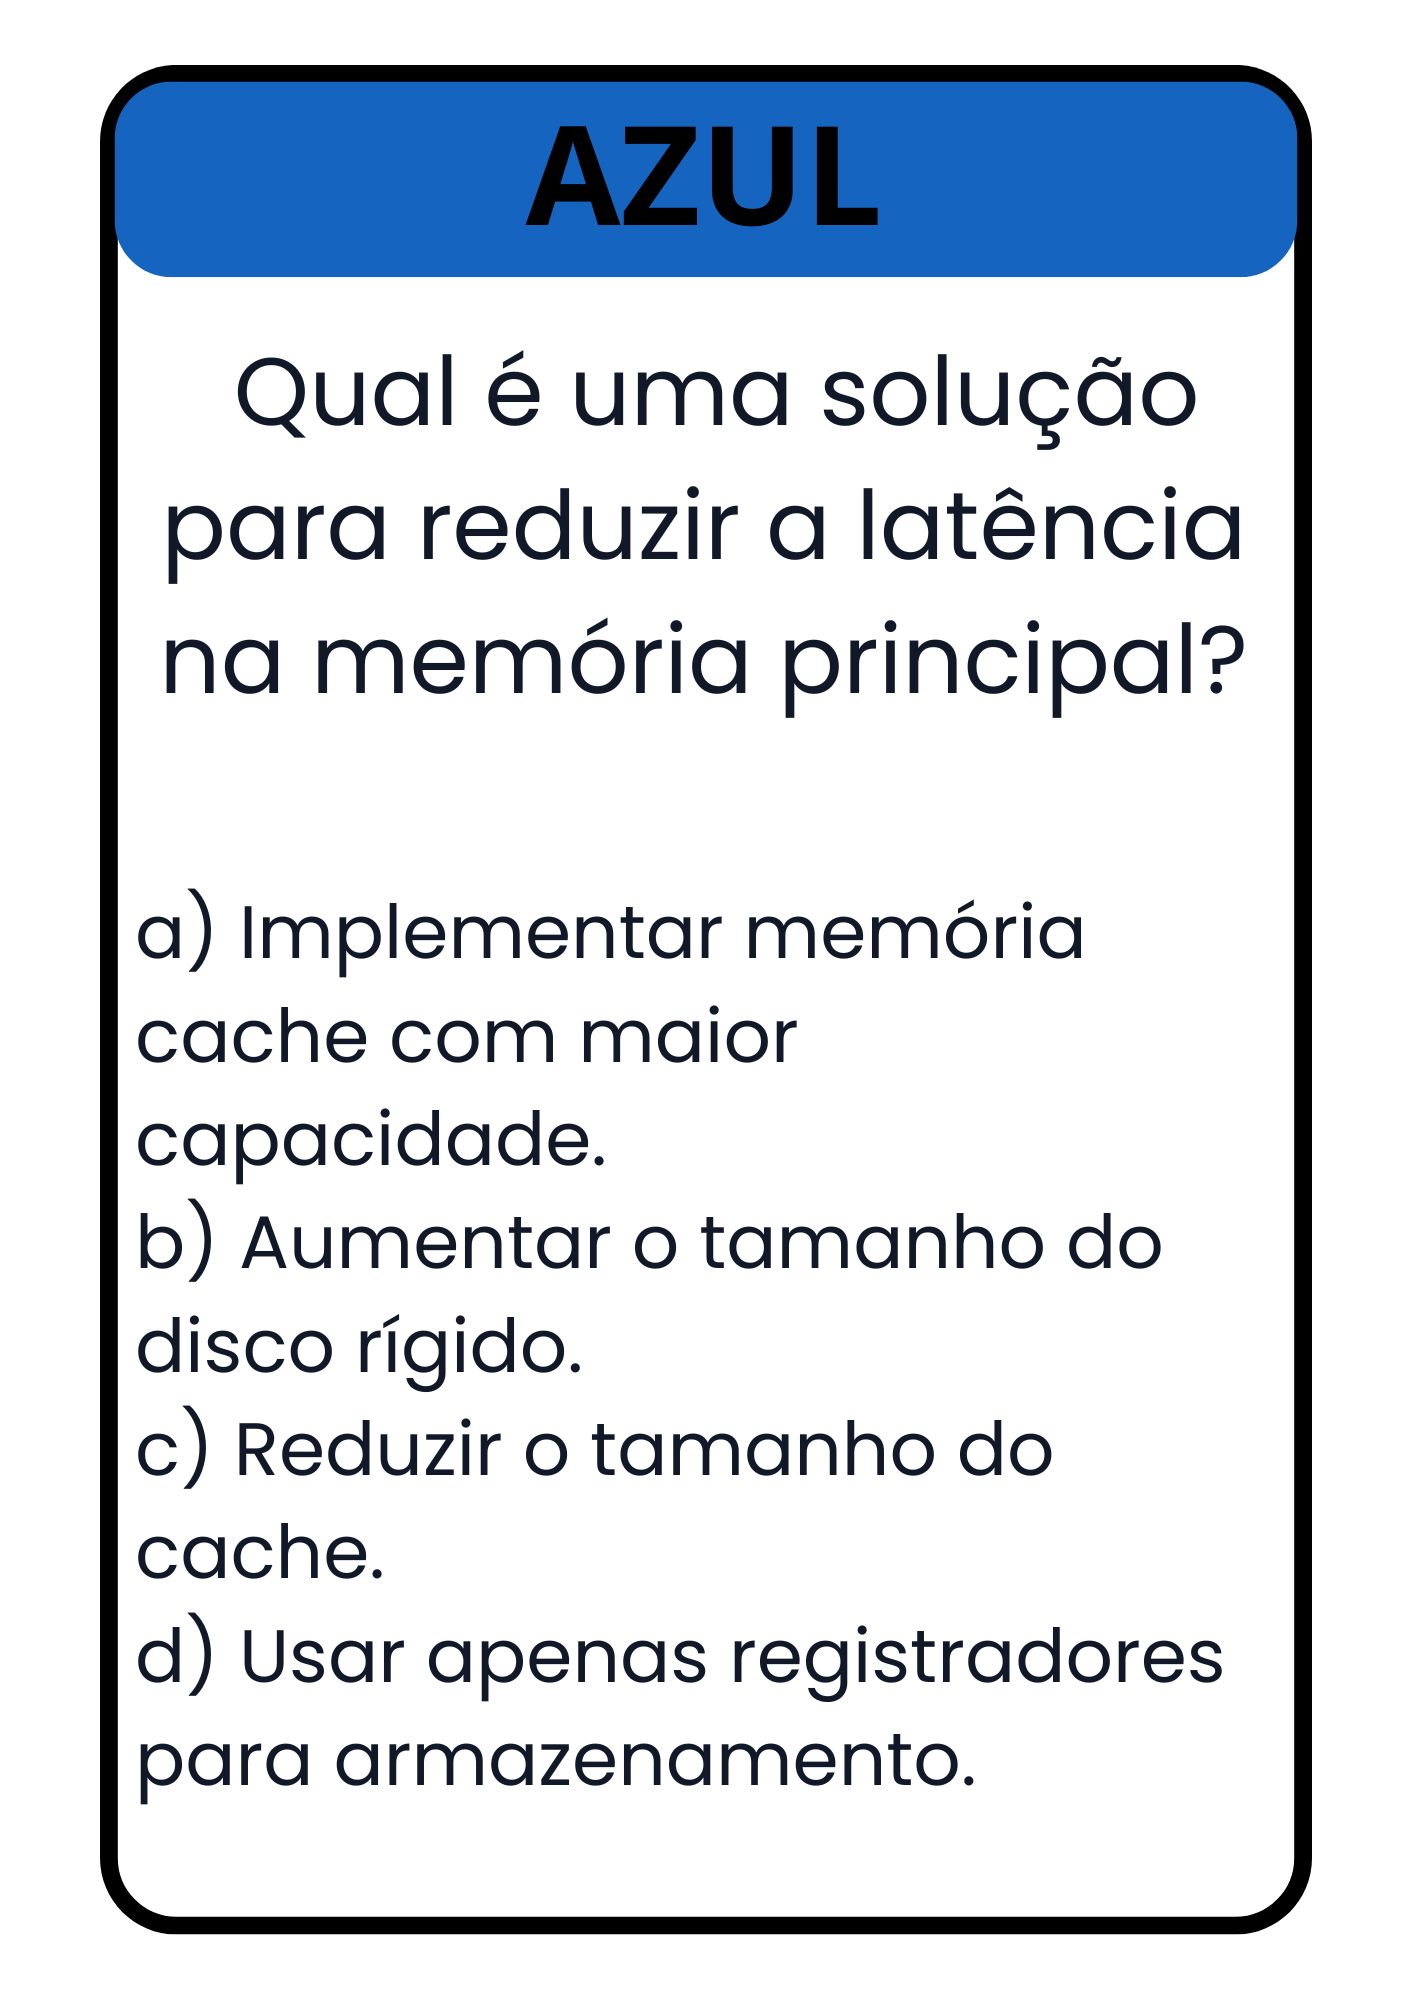 AZUL
Qual é uma solução
para reduzir a latência
na memória principal?
a) Implementar memória
cache com maior
capacidade.
b) Aumentar o tamanho do
disco rígido.
c) Reduzir o tamanho do
cache.
d) Usar apenas registradores
para armazenamento.